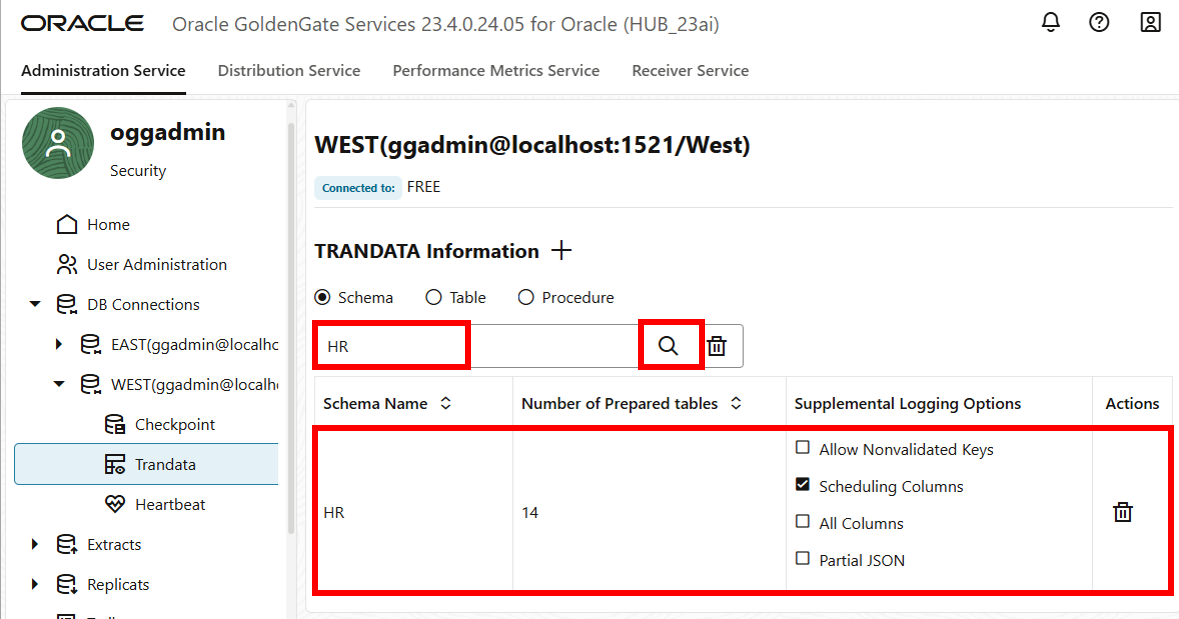 ORACLE Oracle GoldenGate Services 23.4.0.24.05 for Oracle (HUB_23ai)
Administration Service Distribution Service Performance Metrics Service Receiver Service
oggadmin
Security
Home
User Administration
DB Connections
EAST(ggadmin@localhc
WEST(ggadmin@localh
Checkpoint
Trandata
Heartbeat
Extracts
Replicats
WEST(ggadmin@localhost:1521/West)
Connected to: FREE
TRANDATA Information
Schema Table Procedure
HR
Schema Name Number of Prepared tables Supplemental Logging Options Actions
HR 14
Allow Nonvalidated Keys
Scheduling Columns
All Columns
Partial JSON